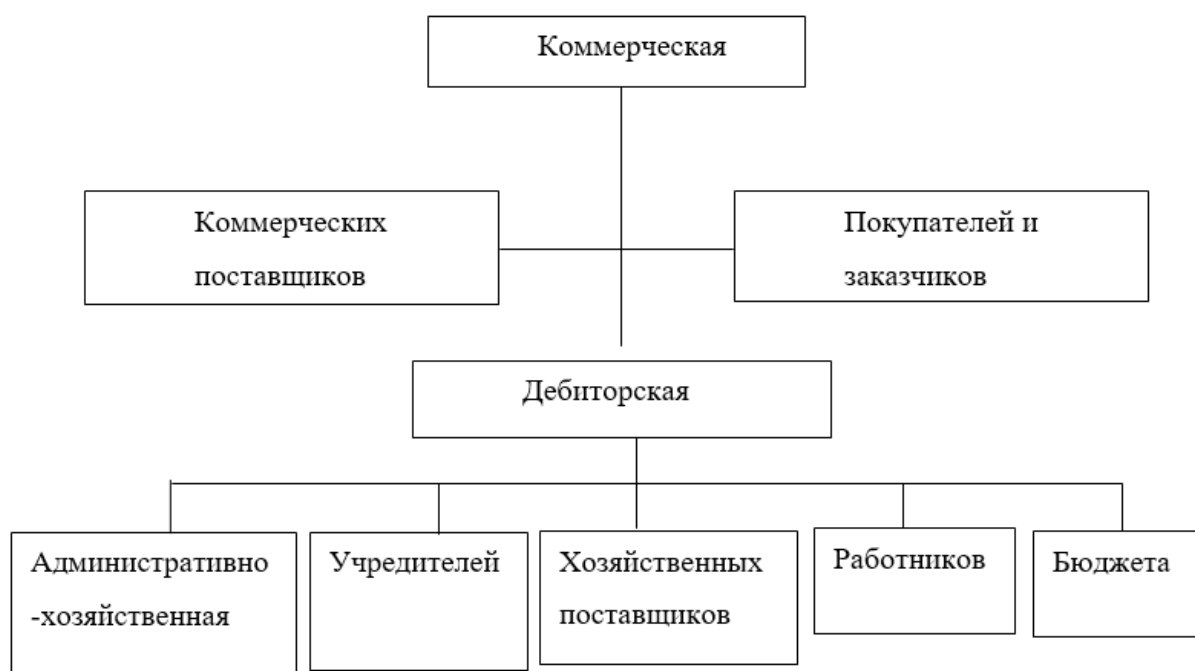 Коммерческая
Коммерческих
поставщиков
Покупателей и
заказчиков
Дебиторская
Административно
-хозяйственная
Учредителей
Хозяйственных
поставщиков
Работников
Бюджета